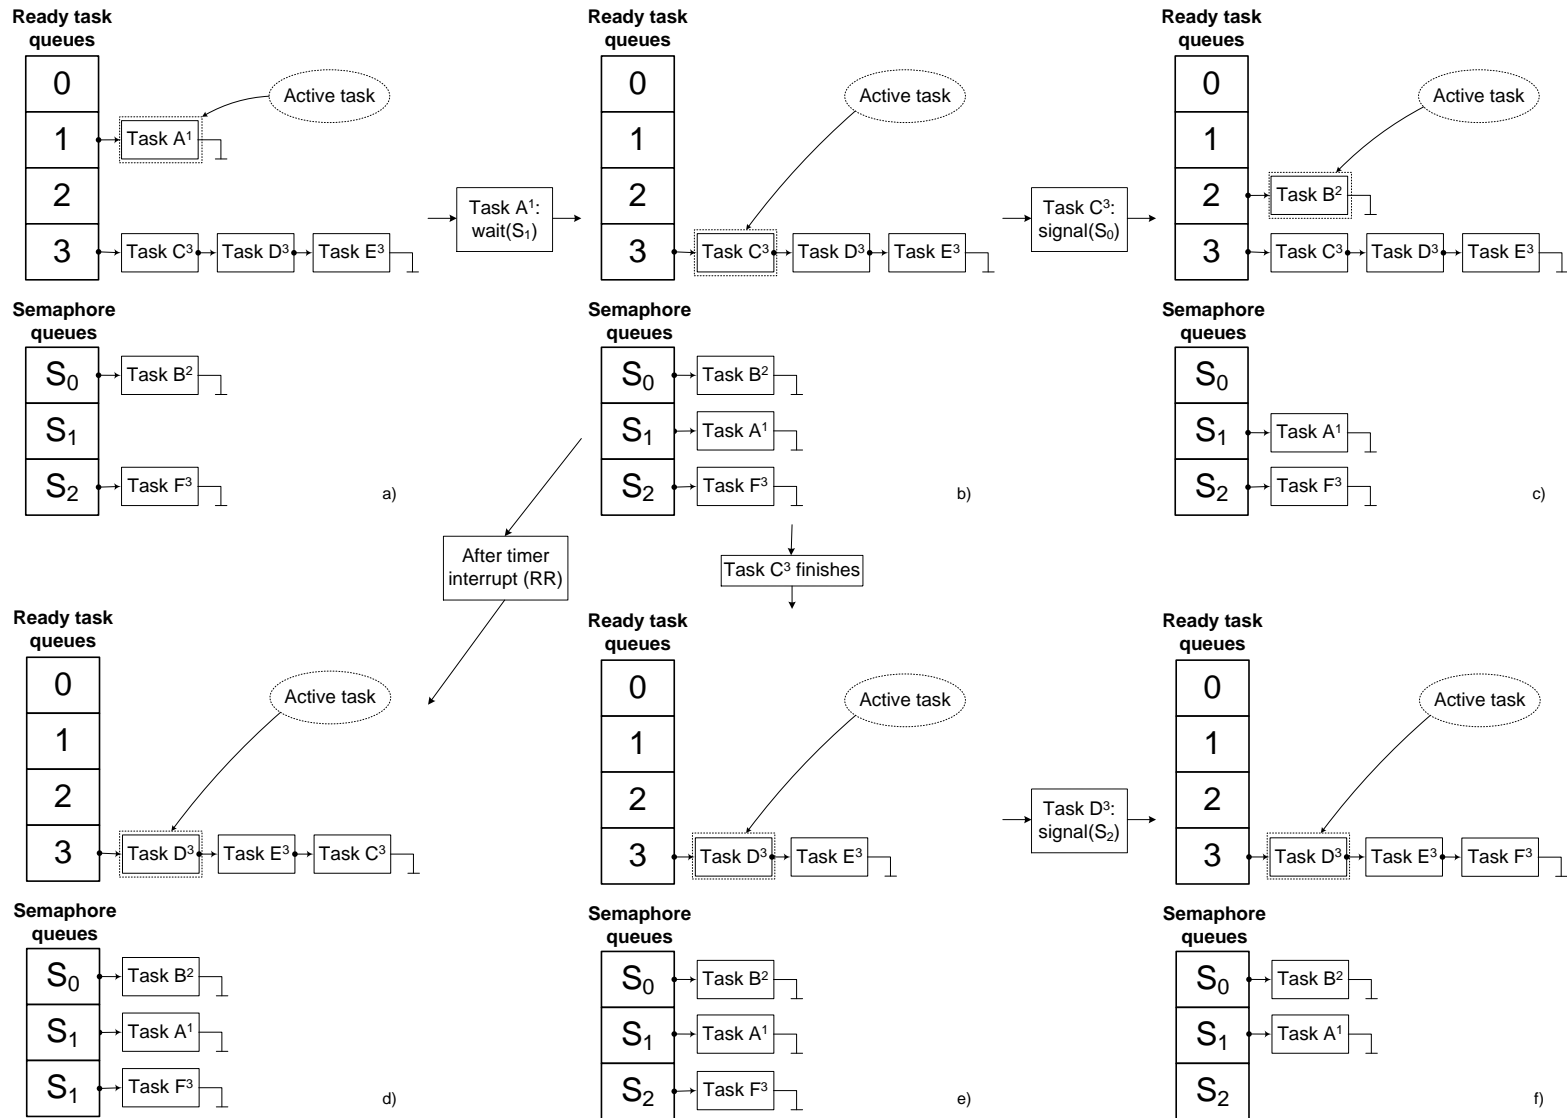 Ready task
queues
0
1
2
3
Task A¹
Active task
Task C³
Task D³
Task E³
Semaphore
queues
S₀
S₁
S₂
Task B²
Task F³
a)
Task A¹:
wait(S₁)
Ready task
queues
0
1
2
3
Active task
Task C³
Task D³
Task E³
Semaphore
queues
S₀
S₁
S₂
Task B²
Task A¹
Task F³
b)
Task C³:
signal(S₀)
Ready task
queues
0
1
2
3
Active task
Task B²
Task C³
Task D³
Task E³
Semaphore
queues
S₀
S₁
S₂
Task A¹
Task F³
c)
After timer
interrupt (RR)
Task C³ finishes
Ready task
queues
0
1
2
3
Active task
Task D³
Task E³
Task C³
Semaphore
queues
S₀
S₁
S₁
Task B²
Task A¹
Task F³
d)
Ready task
queues
0
1
2
3
Active task
Task D³
Task E³
Semaphore
queues
S₀
S₁
S₂
Task B²
Task A¹
Task F³
e)
Task D³:
signal(S₂)
Ready task
queues
0
1
2
3
Active task
Task D³
Task E³
Task F³
Semaphore
queues
S₀
S₁
S₂
Task B²
Task A¹
f)